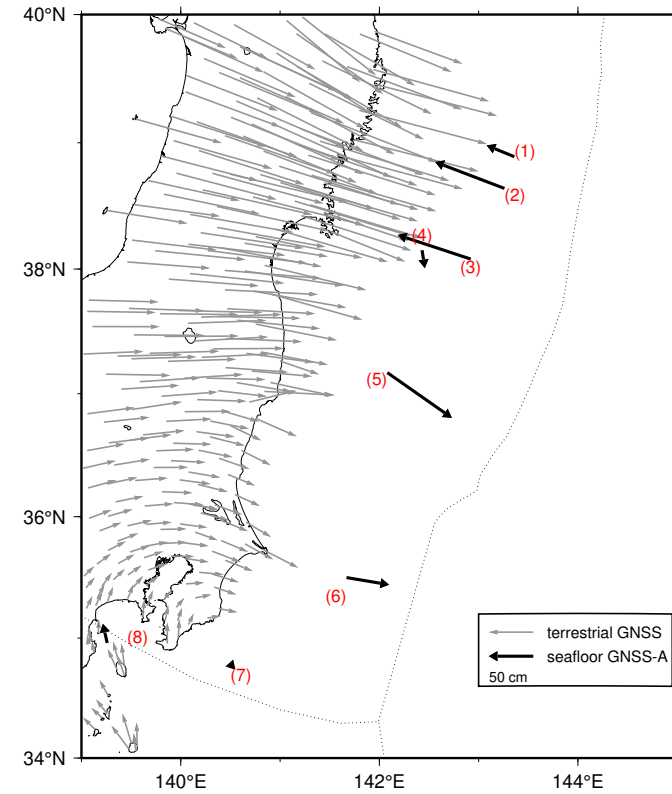 40°N
(1)
(2)
(4)
(3)
38°N
(5)
36°N
(6)
terrestrial GNSS
(8)
seafloor GNSS-A
(7)
50 cm
34°N
140°E
142°E
144°E